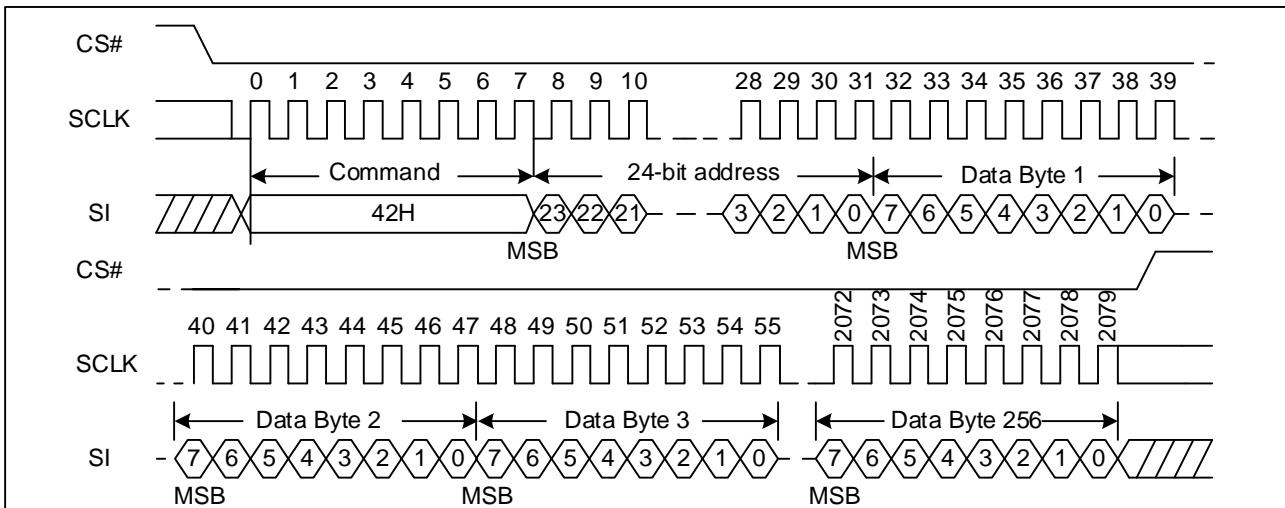 CS#
0 1 2 3 4 5 6 7 8 9 10 28 29 30 31 32 33 34 35 36 37 38 39
SCLK
Command 24-bit address Data Byte 1
SI 42H 23 22 21 3 2 1 0 7 6 5 4 3 2 1 0
MSB MSB
CS#
40 41 42 43 44 45 46 47 48 49 50 51 52 53 54 55 2072 2073 2074 2075 2076 2077 2078 2079
SCLK
Data Byte 2 Data Byte 3 Data Byte 256
SI 7 6 5 4 3 2 1 0 7 6 5 4 3 2 1 0 7 6 5 4 3 2 1 0
MSB MSB MSB